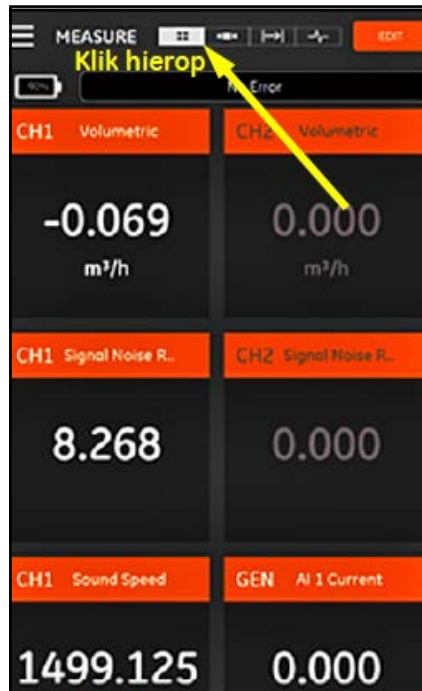 MEASURE EDIT
Klik hierop
90%
No Error
CH1 Volumetric
CH2 Volumetric
-0.069
0.000
m³/h
m³/h
CH1 Signal Noise R..
CH2 Signal Noise R..
8.268
0.000
CH1 Sound Speed
GEN AI 1 Current
1499.125
0.000